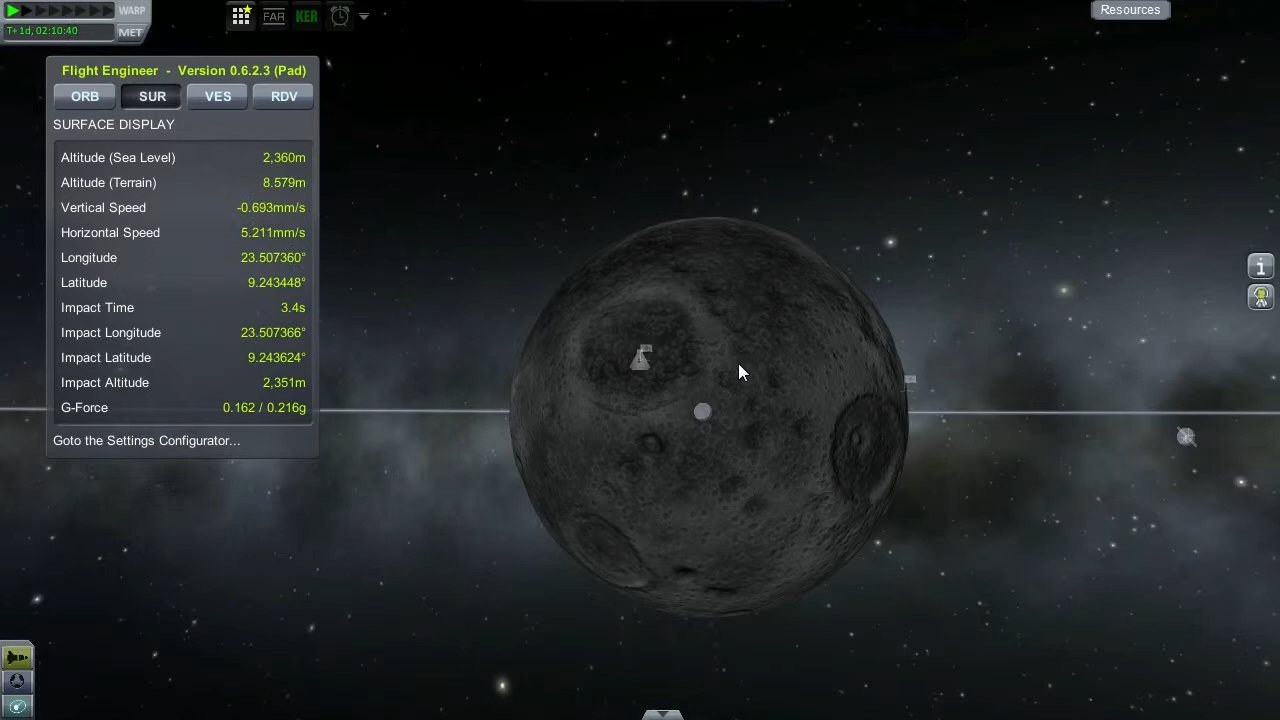 WARP
T+ 1d, 02:10:40 MET
FAR KER
Resources
Flight Engineer - Version 0.6.2.3 (Pad)
ORB SUR VES RDV
SURFACE DISPLAY
Altitude (Sea Level) 2,360m
Altitude (Terrain) 8.579m
Vertical Speed -0.693mm/s
Horizontal Speed 5.211mm/s
Longitude 23.507360°
Latitude 9.243448°
Impact Time 3.4s
Impact Longitude 23.507366°
Impact Latitude 9.243624°
Impact Altitude 2,351m
G-Force 0.162 / 0.216g
Goto the Settings Configurator...